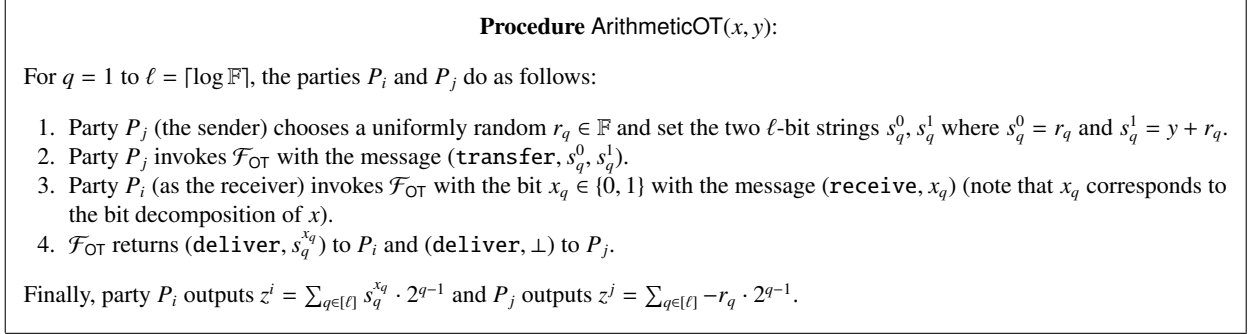 Procedure ArithmeticOT(x, y):
For q = 1 to ℓ = ⌈log 𝔽⌉, the parties P_i and P_j do as follows:
1. Party P_j (the sender) chooses a uniformly random r_q ∈ 𝔽 and set the two ℓ-bit strings s_q^0, s_q^1 where s_q^0 = r_q and s_q^1 = y + r_q.
2. Party P_j invokes ℱ_OT with the message (transfer, s_q^0, s_q^1).
3. Party P_i (as the receiver) invokes ℱ_OT with the bit x_q ∈ {0, 1} with the message (receive, x_q) (note that x_q corresponds to
the bit decomposition of x).
4. ℱ_OT returns (deliver, s_q^{x_q}) to P_i and (deliver, ⊥) to P_j.
Finally, party P_i outputs z^i = ∑_{q∈[ℓ]} s_q^{x_q} · 2^{q−1} and P_j outputs z^j = ∑_{q∈[ℓ]} −r_q · 2^{q−1}.